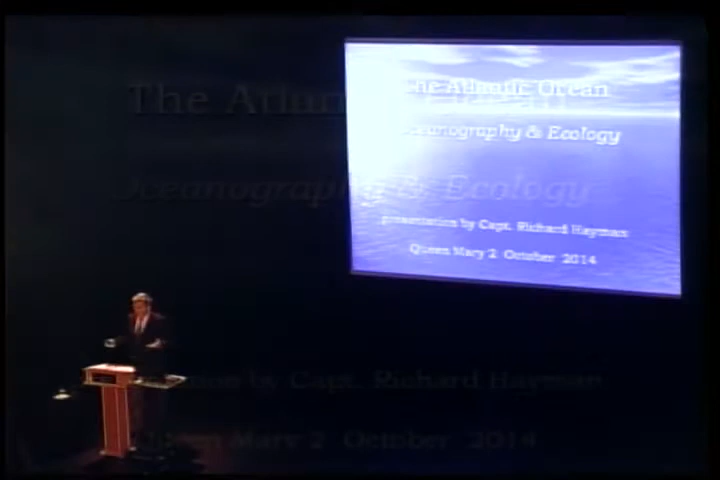 The Atlantic Ocean
Oceanography & Ecology
presentation by Capt. Richard Hayman
Queen Mary 2 October 2014